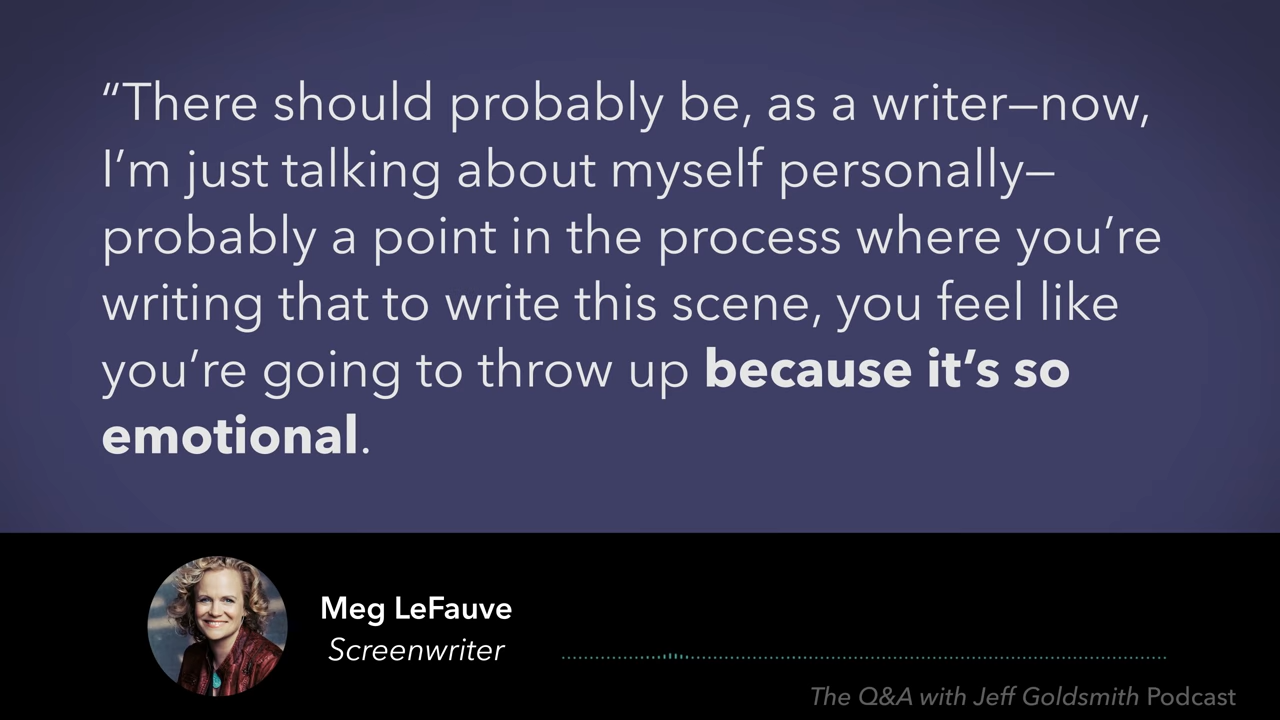 “There should probably be, as a writer—now,
I’m just talking about myself personally—
probably a point in the process where you’re
writing that to write this scene, you feel like
you’re going to throw up because it’s so
emotional.
Meg LeFauve
Screenwriter
The Q&A with Jeff Goldsmith Podcast